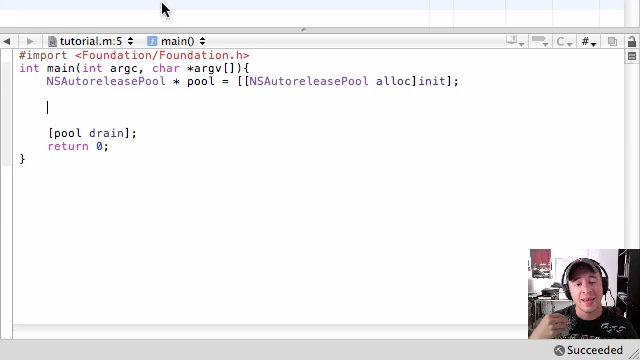 tutorial.m:5 main() C #
#import <Foundation/Foundation.h>
int main(int argc, char *argv[]){
NSAutoreleasePool * pool = [[NSAutoreleasePool alloc]init];
[pool drain];
return 0;
}
Succeeded